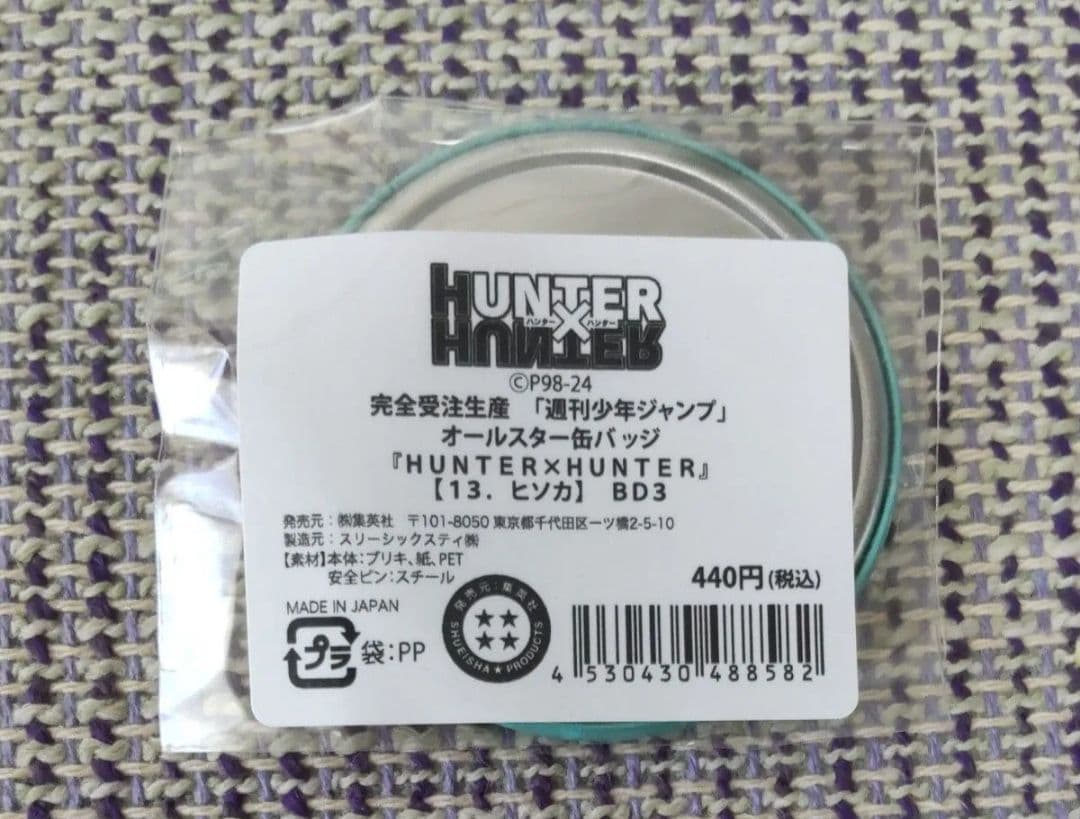 HUNTER
ハンター×ハンター
HUNTER
©P98-24
完全受注生産 「週刊少年ジャンプ」
オールスター缶バッジ
『HUNTER×HUNTER』
【13. ヒソカ】 BD3
発売元:㈱集英社 〒101-8050 東京都千代田区一ツ橋2-5-10
製造元:スリーシックスティ㈱
【素材】本体:ブリキ、紙、PET
安全ピン:スチール
440円(税込)
MADE IN JAPAN
プラ 袋:PP
発売元:集英社
SHUEISHA★PRODUCTS
4 530430 488582